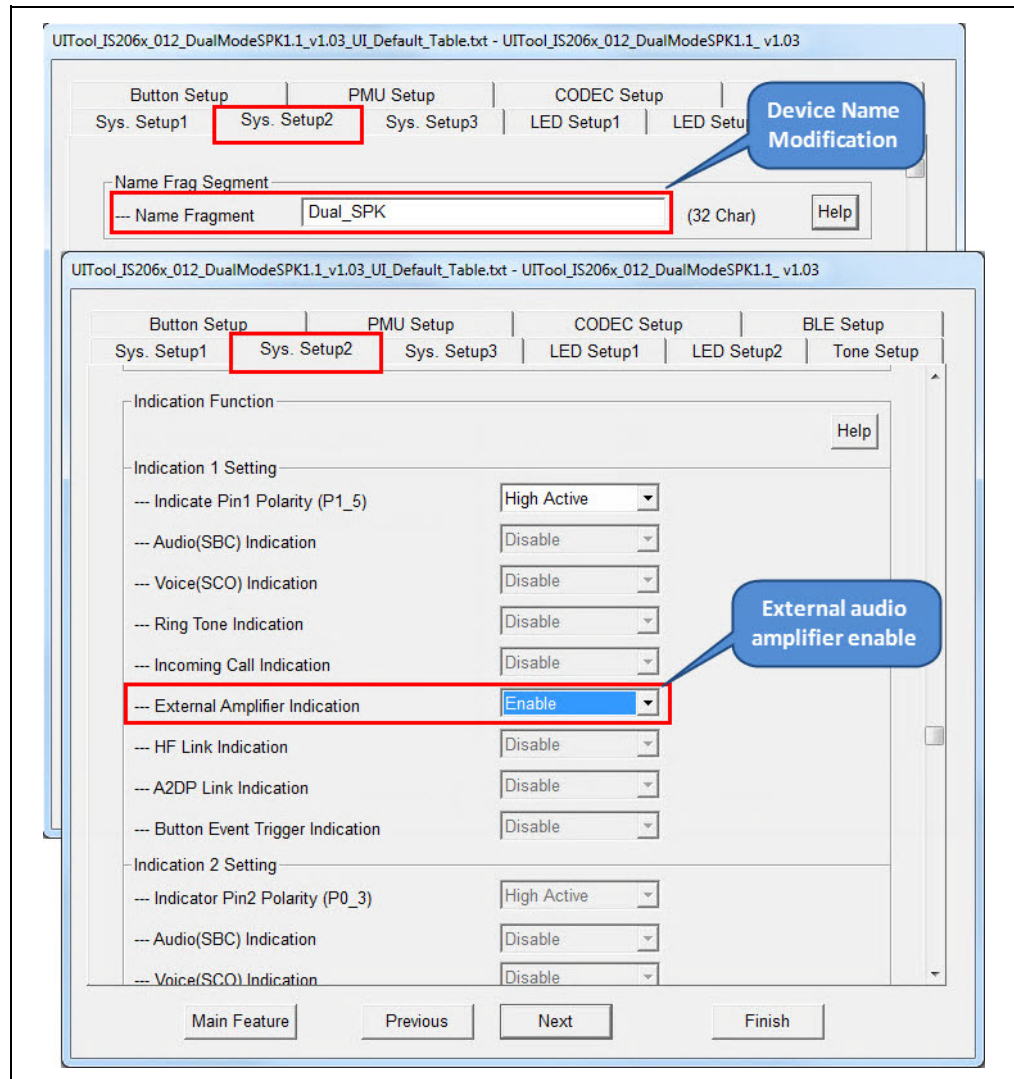 UITool_IS206x_012_DualModeSPK1.1_v1.03_UI_Default_Table.txt - UITool_IS206x_012_DualModeSPK1.1_ v1.03
Button Setup PMU Setup CODEC Setup
Sys. Setup1 Sys. Setup2 Sys. Setup3 LED Setup1 LED Setu
Device Name
Modification
Name Frag Segment
--- Name Fragment Dual_SPK (32 Char) Help
UITool_IS206x_012_DualModeSPK1.1_v1.03_UI_Default_Table.txt - UITool_IS206x_012_DualModeSPK1.1_ v1.03
Button Setup PMU Setup CODEC Setup BLE Setup
Sys. Setup1 Sys. Setup2 Sys. Setup3 LED Setup1 LED Setup2 Tone Setup
Indication Function
Help
Indication 1 Setting
--- Indicate Pin1 Polarity (P1_5) High Active
--- Audio(SBC) Indication Disable
--- Voice(SCO) Indication Disable
--- Ring Tone Indication Disable
--- Incoming Call Indication Disable
External audio
amplifier enable
--- External Amplifier Indication Enable
--- HF Link Indication Disable
--- A2DP Link Indication Disable
--- Button Event Trigger Indication Disable
Indication 2 Setting
--- Indicator Pin2 Polarity (P0_3) High Active
--- Audio(SBC) Indication Disable
--- Voice(SCO) Indication Disable
Main Feature Previous Next Finish